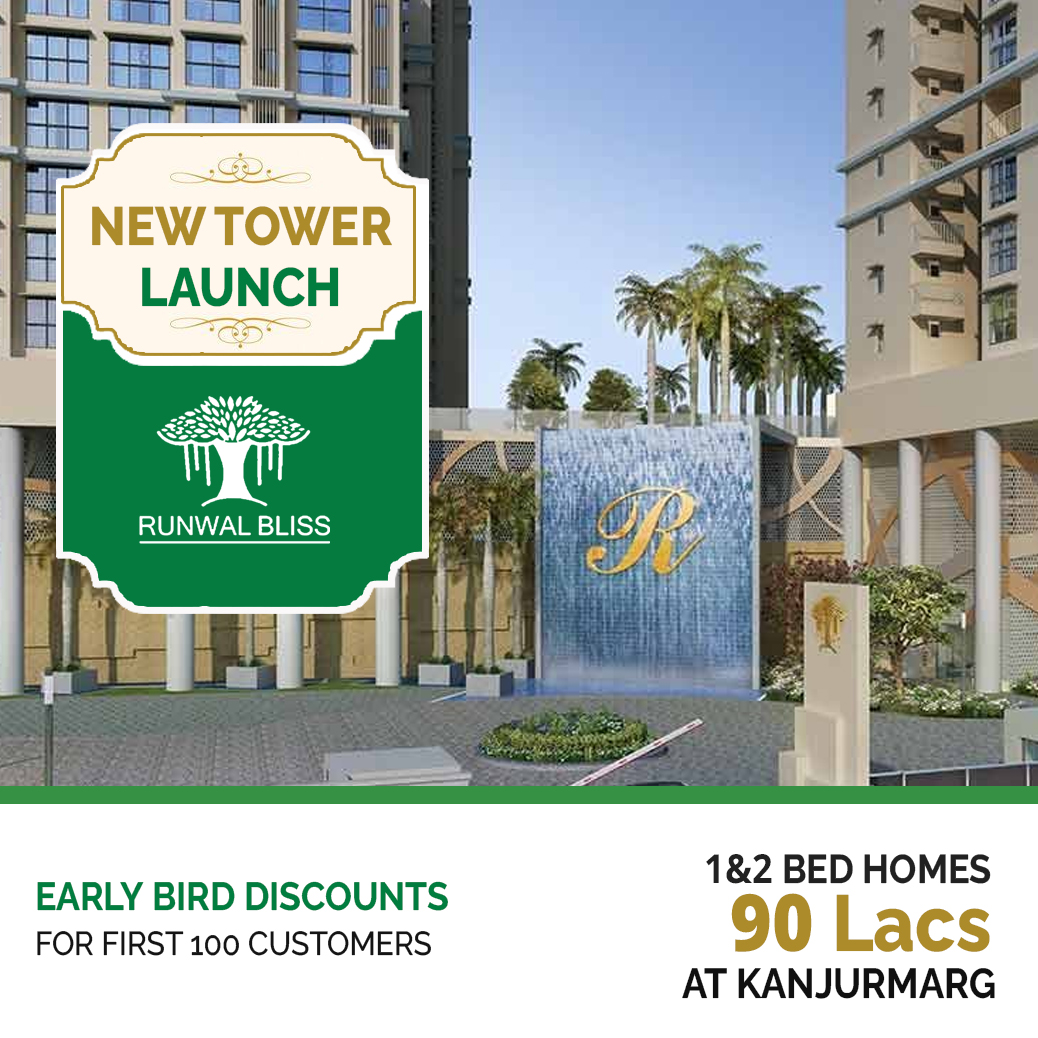 NEW TOWER
LAUNCH
RUNWAL BLISS
R
EARLY BIRD DISCOUNTS
FOR FIRST 100 CUSTOMERS
1&2 BED HOMES
90 Lacs
AT KANJURMARG